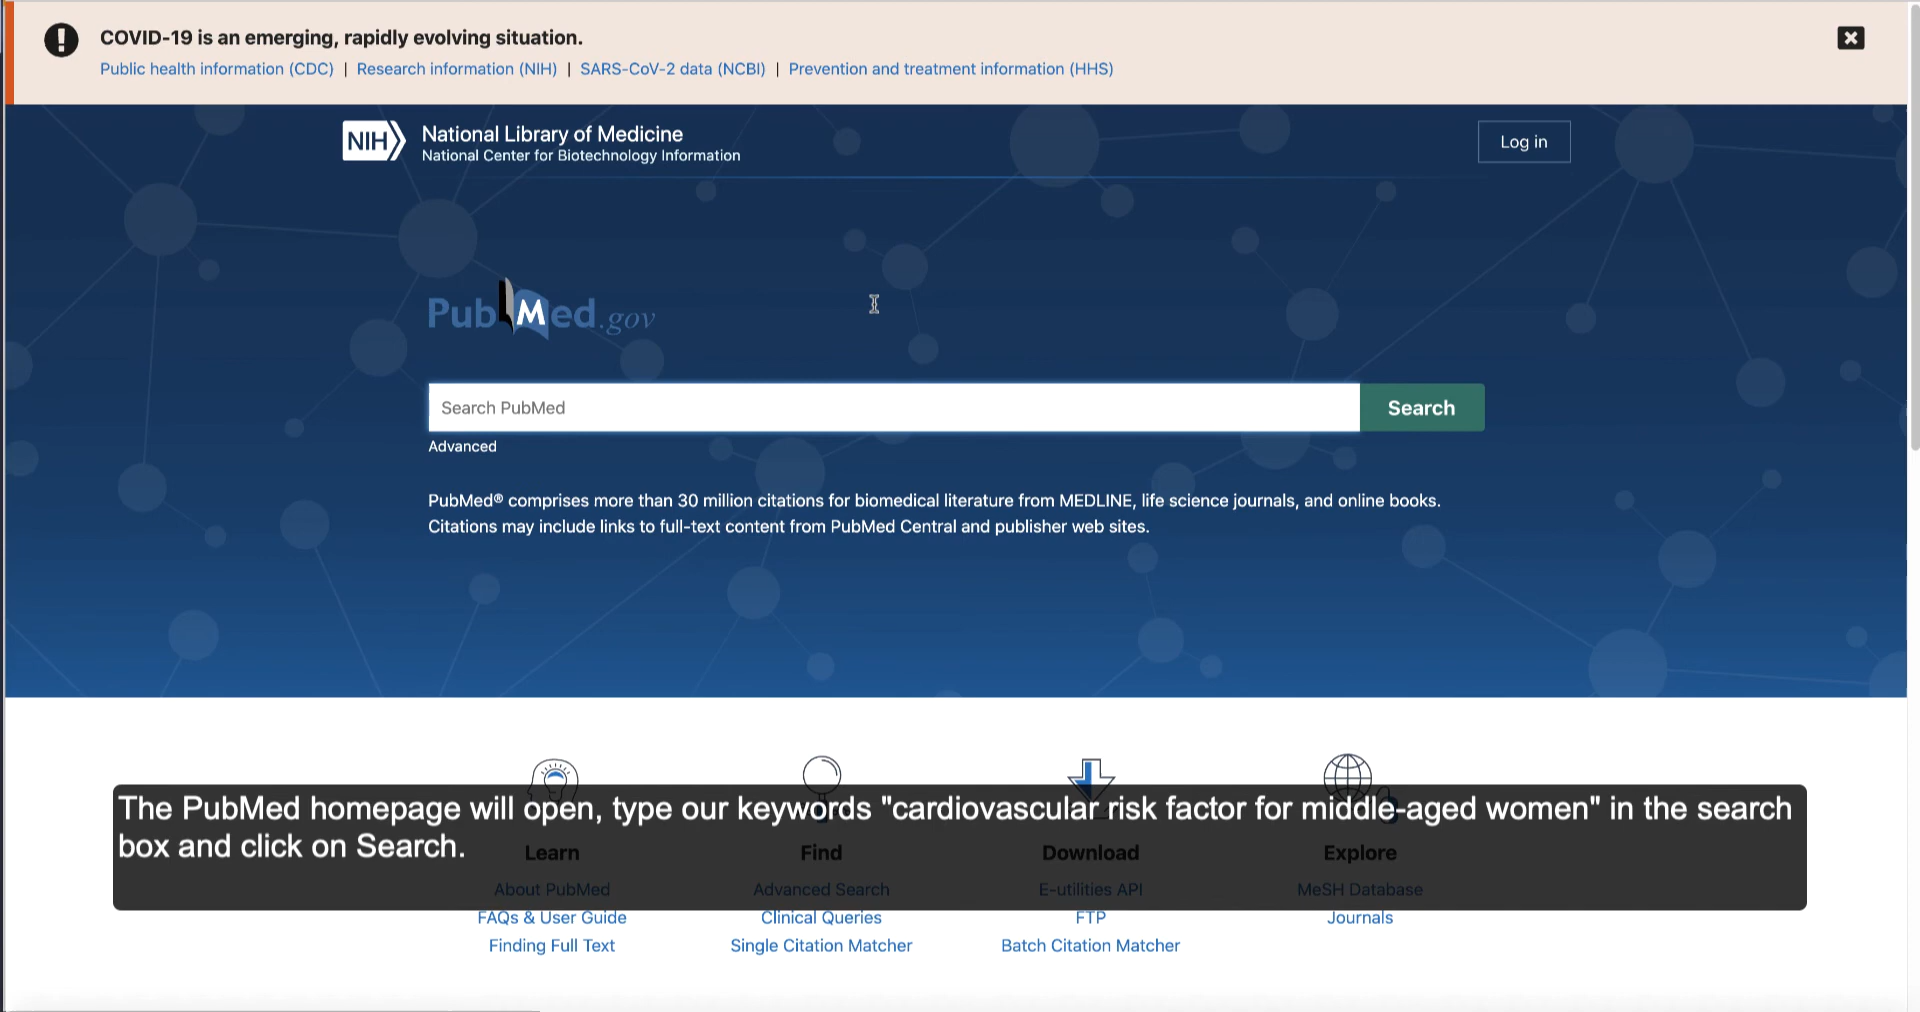 COVID-19 is an emerging, rapidly evolving situation.
Public health information (CDC) | Research information (NIH) | SARS-CoV-2 data (NCBI) | Prevention and treatment information (HHS)
NIH National Library of Medicine
National Center for Biotechnology Information
Log in
PubMed.gov
Search PubMed
Search
Advanced
PubMed® comprises more than 30 million citations for biomedical literature from MEDLINE, life science journals, and online books.
Citations may include links to full-text content from PubMed Central and publisher web sites.
The PubMed homepage will open, type our keywords "cardiovascular risk factor for middle-aged women" in the search
box and click on Search.
Learn
About PubMed
FAQs & User Guide
Finding Full Text
Find
Advanced Search
Clinical Queries
Single Citation Matcher
Download
E-utilities API
FTP
Batch Citation Matcher
Explore
MeSH Database
Journals